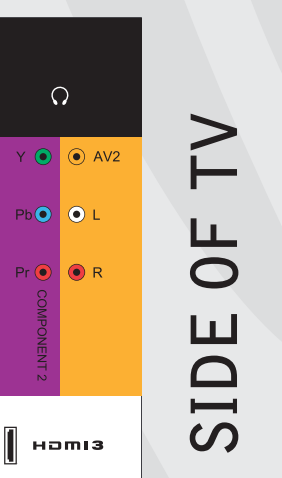 Y AV2
Pb L
Pr R
COMPONENT 2
HDMI3
SIDE OF TV